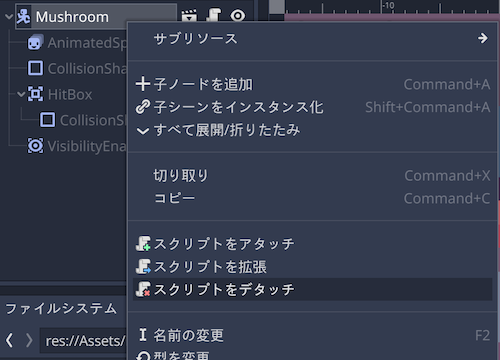 Mushroom
-10
AnimatedSp
CollisionSha
HitBox
CollisionSh
VisibilityEna
サブリソース
子ノードを追加 Command+A
子シーンをインスタンス化 Shift+Command+A
すべて展開/折りたたみ
切り取り Command+X
コピー Command+C
スクリプトをアタッチ
スクリプトを拡張
スクリプトをデタッチ
名前の変更 F2
型を変更
ファイルシステム
res://Assets/